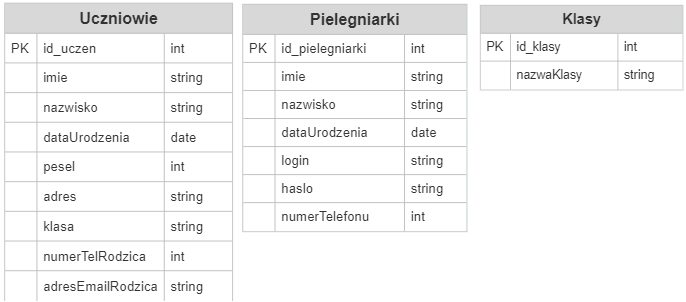 Uczniowie
PK id_uczen int
imie string
nazwisko string
dataUrodzenia date
pesel int
adres string
klasa string
numerTelRodzica int
adresEmailRodzica string
Pielegniarki
PK id_pielegniarki int
imie string
nazwisko string
dataUrodzenia date
login string
haslo string
numerTelefonu int
Klasy
PK id_klasy int
nazwaKlasy string